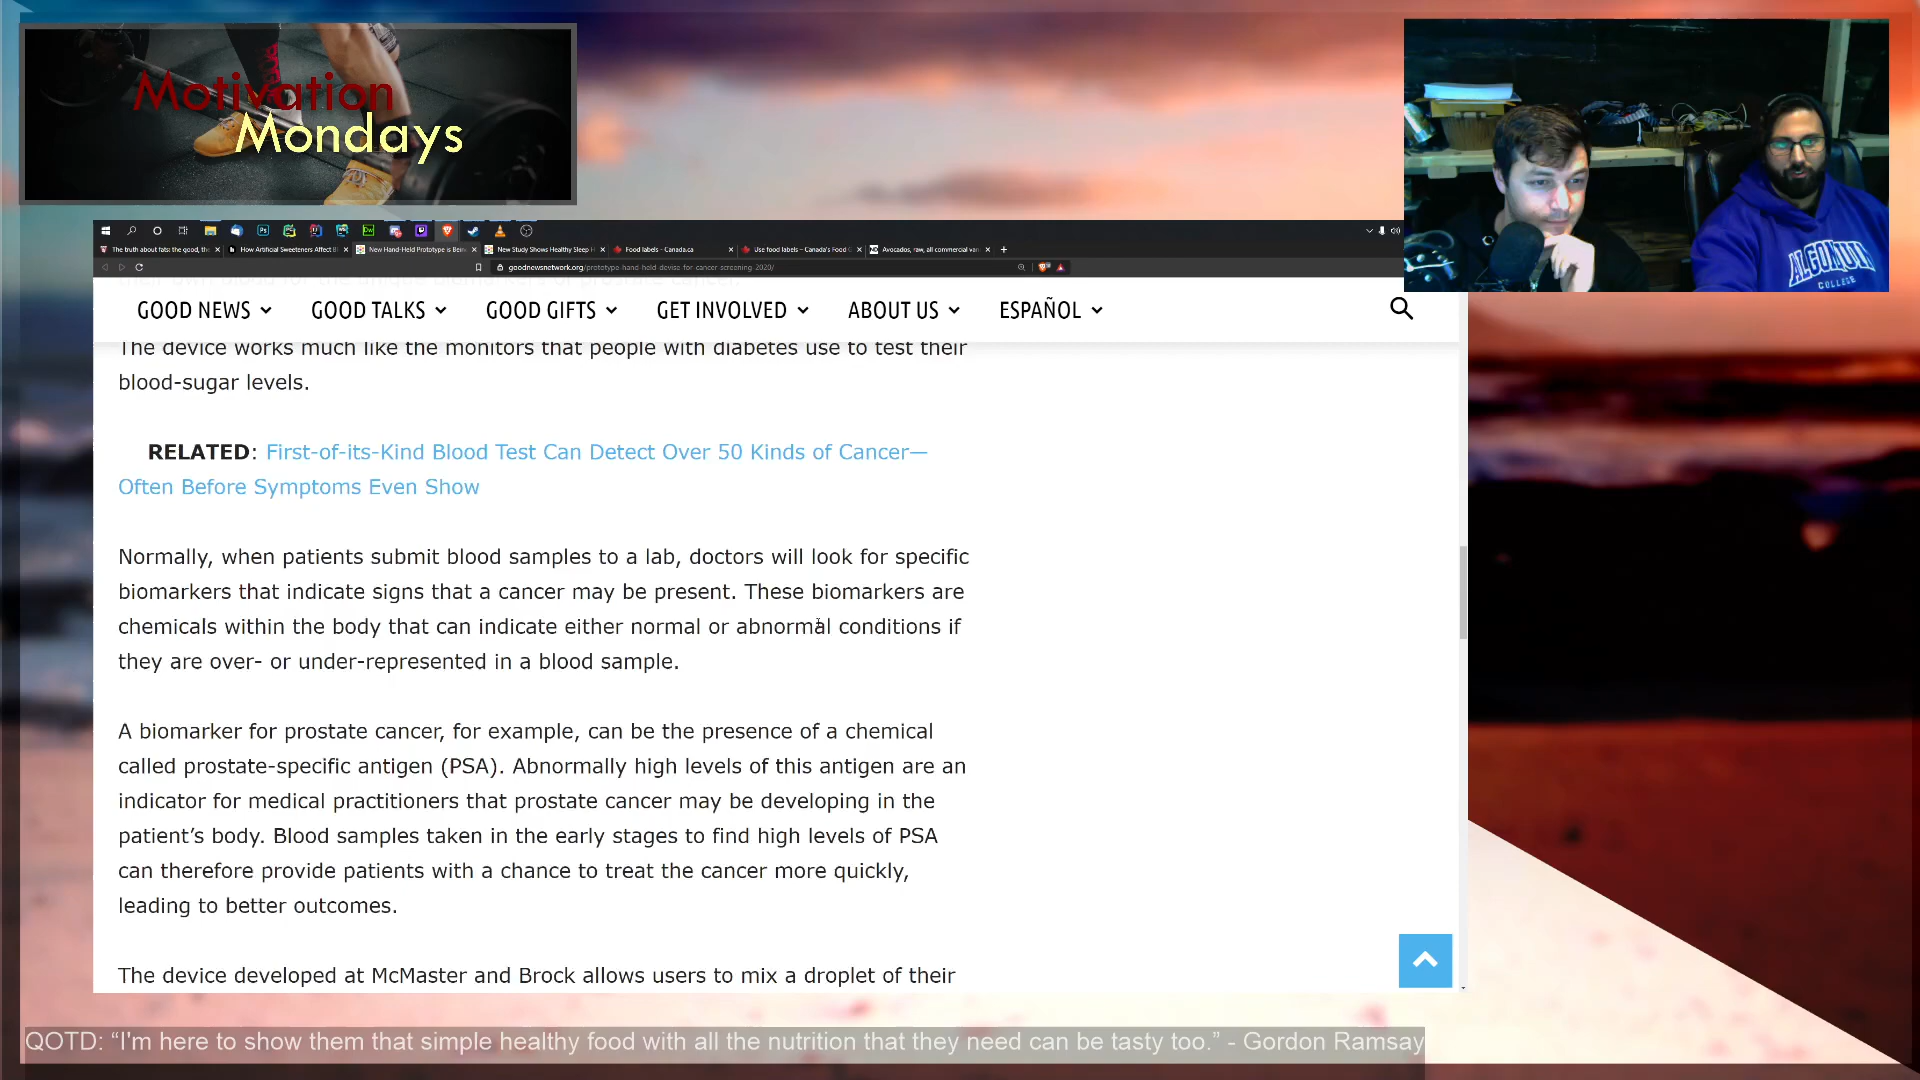 Motivation
Mondays
The truth about fats: the good, the
How Artificial Sweeteners Affect Bl
New Hand-Held Prototype is Bein
New Study Shows Healthy Sleep H
Food labels - Canada.ca
Use food labels – Canada's Food G
Avocados, raw, all commercial vari
goodnewsnetwork.org/prototype-hand-held-devise-for-cancer-screening-2020/
GOOD NEWS GOOD TALKS GOOD GIFTS GET INVOLVED ABOUT US ESPAÑOL
The device works much like the monitors that people with diabetes use to test their
blood-sugar levels.
RELATED: First-of-its-Kind Blood Test Can Detect Over 50 Kinds of Cancer—
Often Before Symptoms Even Show
Normally, when patients submit blood samples to a lab, doctors will look for specific
biomarkers that indicate signs that a cancer may be present. These biomarkers are
chemicals within the body that can indicate either normal or abnormal conditions if
they are over- or under-represented in a blood sample.
A biomarker for prostate cancer, for example, can be the presence of a chemical
called prostate-specific antigen (PSA). Abnormally high levels of this antigen are an
indicator for medical practitioners that prostate cancer may be developing in the
patient's body. Blood samples taken in the early stages to find high levels of PSA
can therefore provide patients with a chance to treat the cancer more quickly,
leading to better outcomes.
The device developed at McMaster and Brock allows users to mix a droplet of their
ALGONQUIN
COLLEGE
QOTD: “I'm here to show them that simple healthy food with all the nutrition that they need can be tasty too.” - Gordon Ramsay